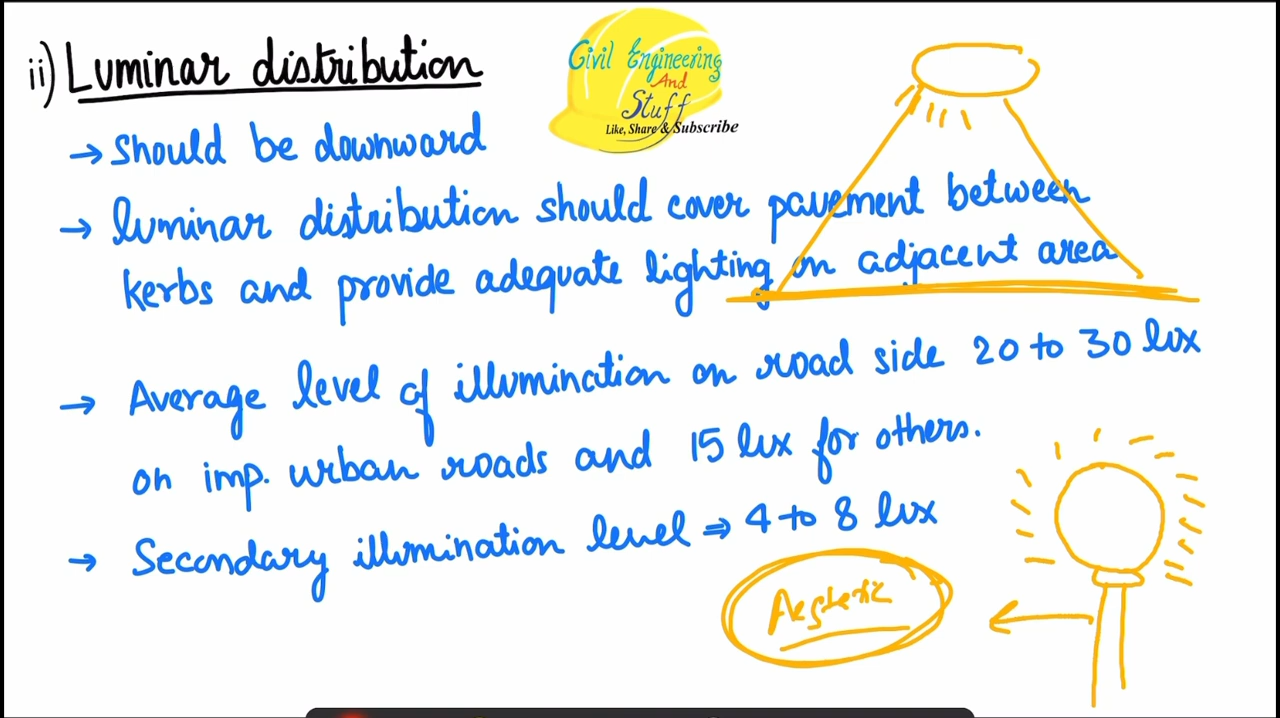 ii) Luminar distribution
Civil Engineering
And
Stuff
Like, Share & Subscribe
→ should be downward
→ luminar distribution should cover pavement between
kerbs and provide adequate lighting on adjacent area
→ Average level of illumination on road side 20 to 30 lux
on imp. urban roads and 15 lux for others.
→ Secondary illumination level ⇒ 4 to 8 lux